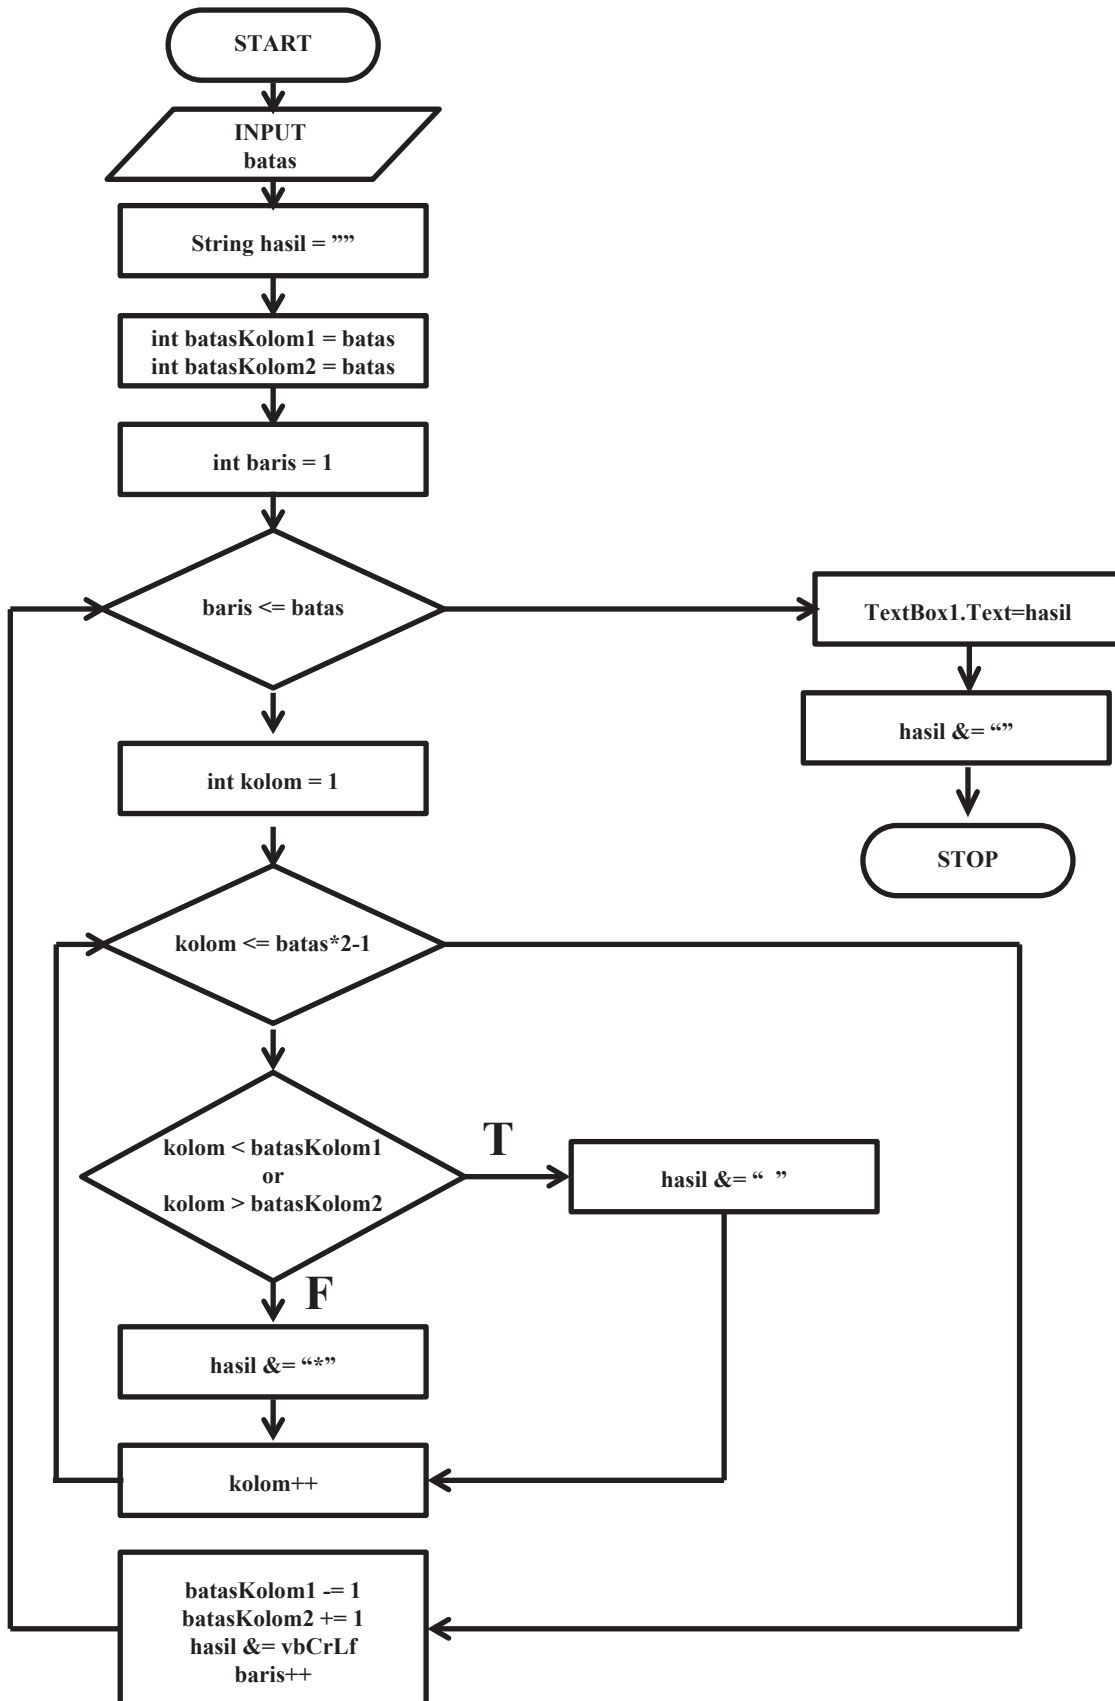 START
INPUT
batas
String hasil = ””
int batasKolom1 = batas
int batasKolom2 = batas
int baris = 1
baris <= batas
TextBox1.Text=hasil
hasil &= “”
STOP
int kolom = 1
kolom <= batas*2-1
kolom < batasKolom1
or
kolom > batasKolom2
T
hasil &= “  ”
F
hasil &= “*”
kolom++
batasKolom1 -= 1
batasKolom2 += 1
hasil &= vbCrLf
baris++